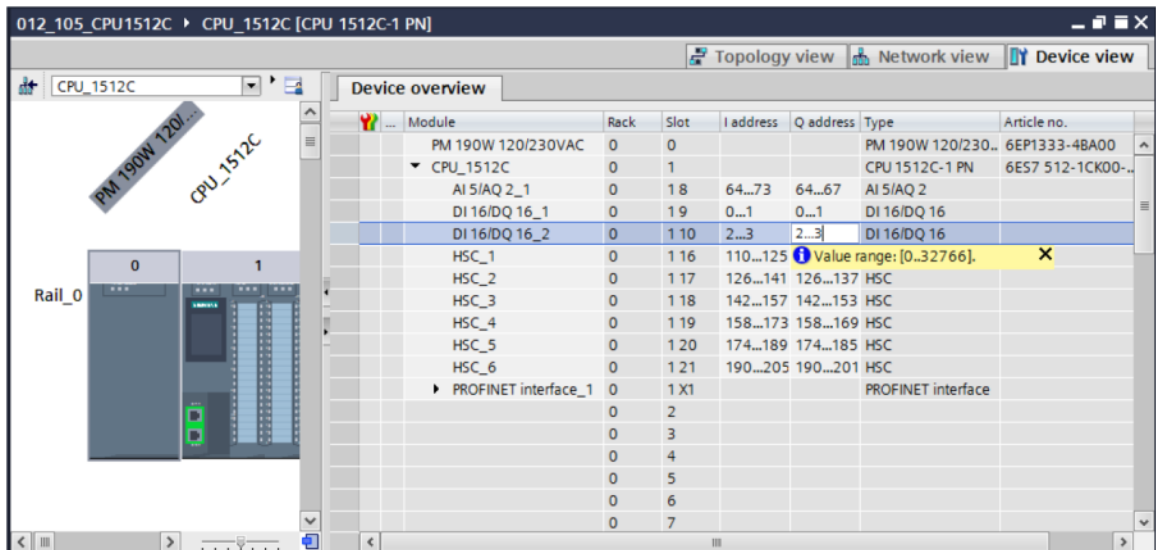 012_105_CPU1512C ▸ CPU_1512C [CPU 1512C-1 PN]
Topology view Network view Device view
CPU_1512C
Device overview
... Module Rack Slot I address Q address Type Article no.
PM 190W 120/230VAC 0 0 PM 190W 120/230... 6EP1333-4BA00
CPU_1512C 0 1 CPU 1512C-1 PN 6ES7 512-1CK00-...
AI 5/AQ 2_1 0 1 8 64...73 64...67 AI 5/AQ 2
DI 16/DQ 16_1 0 1 9 0...1 0...1 DI 16/DQ 16
DI 16/DQ 16_2 0 1 10 2...3 2...3 DI 16/DQ 16
HSC_1 0 1 16 110...125 Value range: [0..32766].
HSC_2 0 1 17 126...141 126...137 HSC
HSC_3 0 1 18 142...157 142...153 HSC
HSC_4 0 1 19 158...173 158...169 HSC
HSC_5 0 1 20 174...189 174...185 HSC
HSC_6 0 1 21 190...205 190...201 HSC
PROFINET interface_1 0 1 X1 PROFINET interface
0 2
0 3
0 4
0 5
0 6
0 7
PM 190W 120/...
CPU_1512C
0 1
Rail_0
SIEMENS